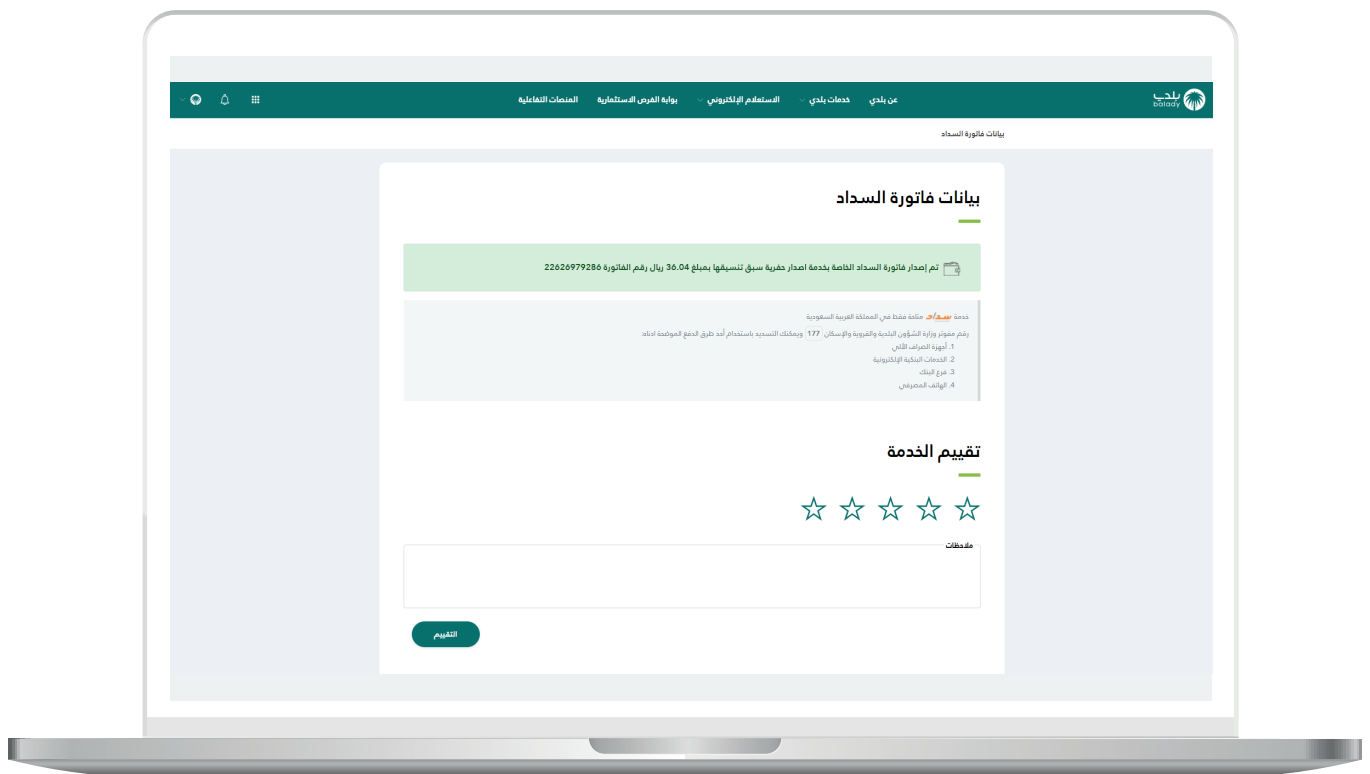 بلدي
balady
عن بلدي
خدمات بلدي
الاستعلام الإلكتروني
بوابة الفرص الاستثمارية
المنصات التفاعلية
بيانات فاتورة السداد
بيانات فاتورة السداد
تم إصدار فاتورة السداد الخاصة بخدمة اصدار حفرية سبق تنسيقها بمبلغ 36.04 ريال رقم الفاتورة 22626979286
خدمة سداد متاحة فقط في المملكة العربية السعودية
رقم مفوتر وزارة الشؤون البلدية والقروية والإسكان: 177 ويمكنك التسديد باستخدام أحد طرق الدفع الموضحة ادناه:
1. أجهزة الصراف الألي
2. الخدمات البنكية الإلكترونية
3. فرع البنك
4. الهاتف المصرفي
تقييم الخدمة
ملاحظات
التقييم